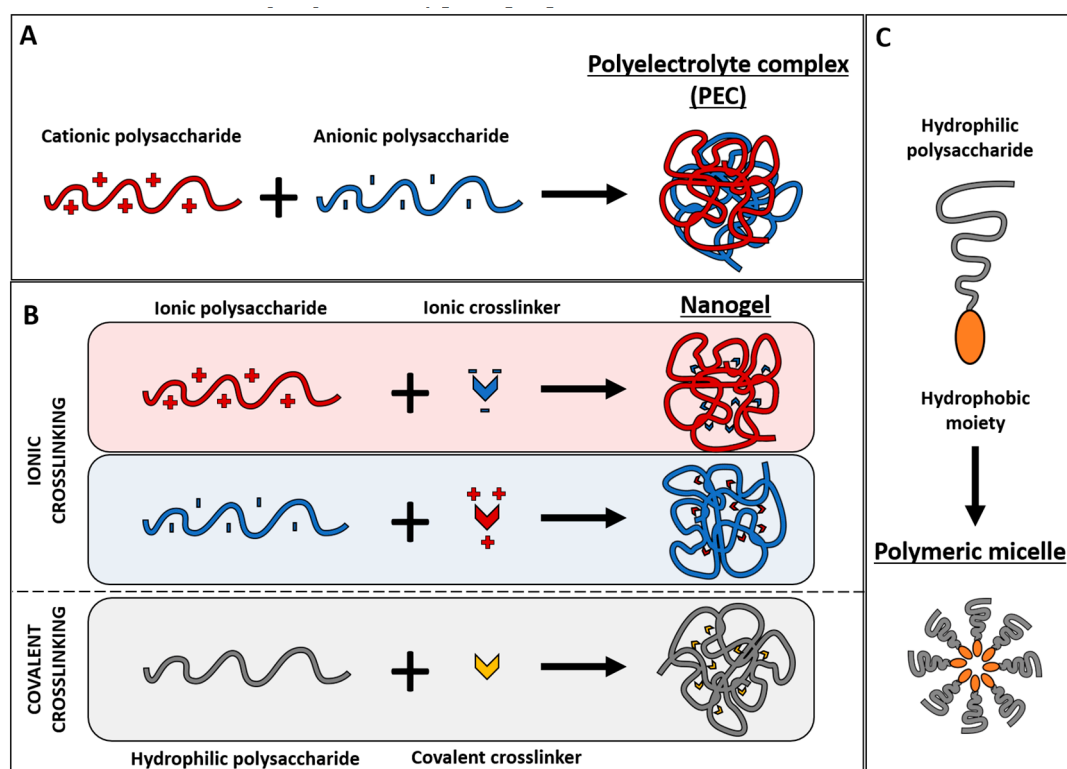 A
Polyelectrolyte complex
(PEC)
Cationic polysaccharide
Anionic polysaccharide
B
Ionic polysaccharide
Ionic crosslinker
Nanogel
IONIC
CROSSLINKING
COVALENT
CROSSLINKING
Hydrophilic polysaccharide
Covalent crosslinker
C
Hydrophilic
polysaccharide
Hydrophobic
moiety
Polymeric micelle